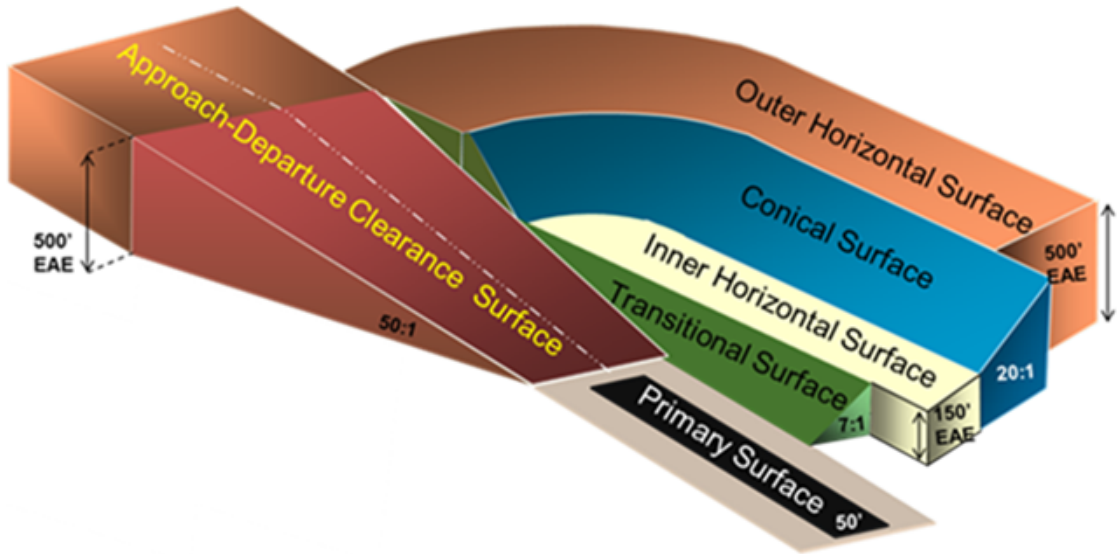 Approach-Departure Clearance Surface
Outer Horizontal Surface
Conical Surface
Inner Horizontal Surface
Transitional Surface
Primary Surface
500'
EAE
50:1
500'
EAE
20:1
150'
EAE
7:1
50'